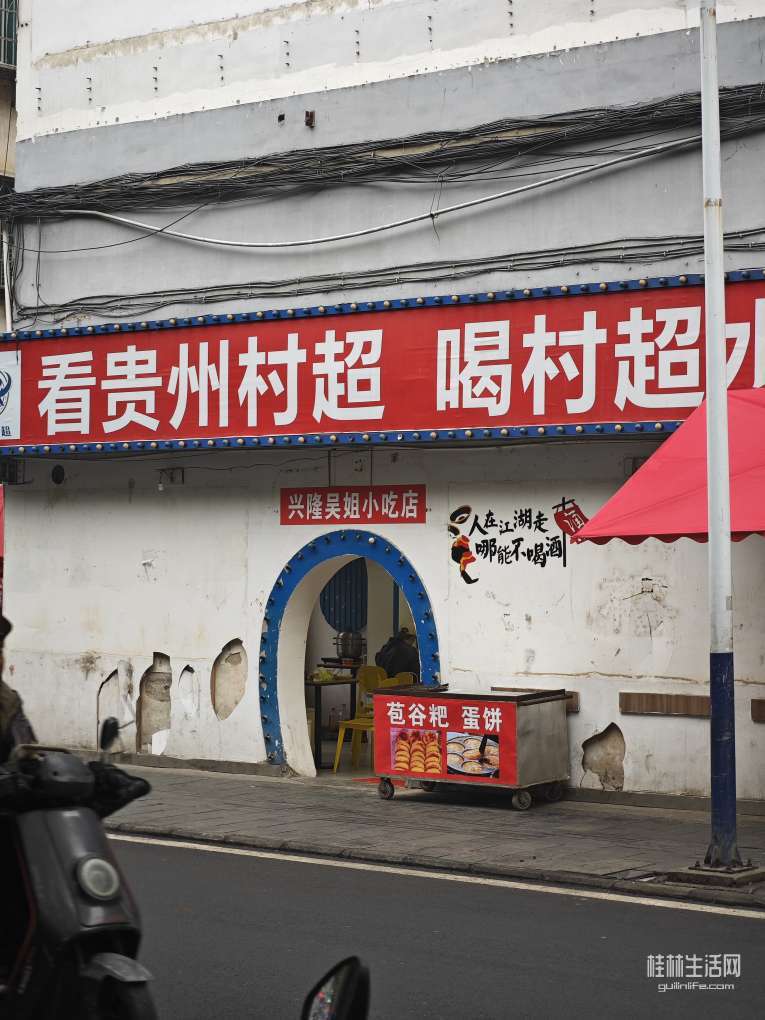 看贵州村超 喝村超水
超
兴隆吴姐小吃店
人在江湖走
哪能不喝酒
酒
苞谷粑 蛋饼
桂林生活网
guilinlife.com